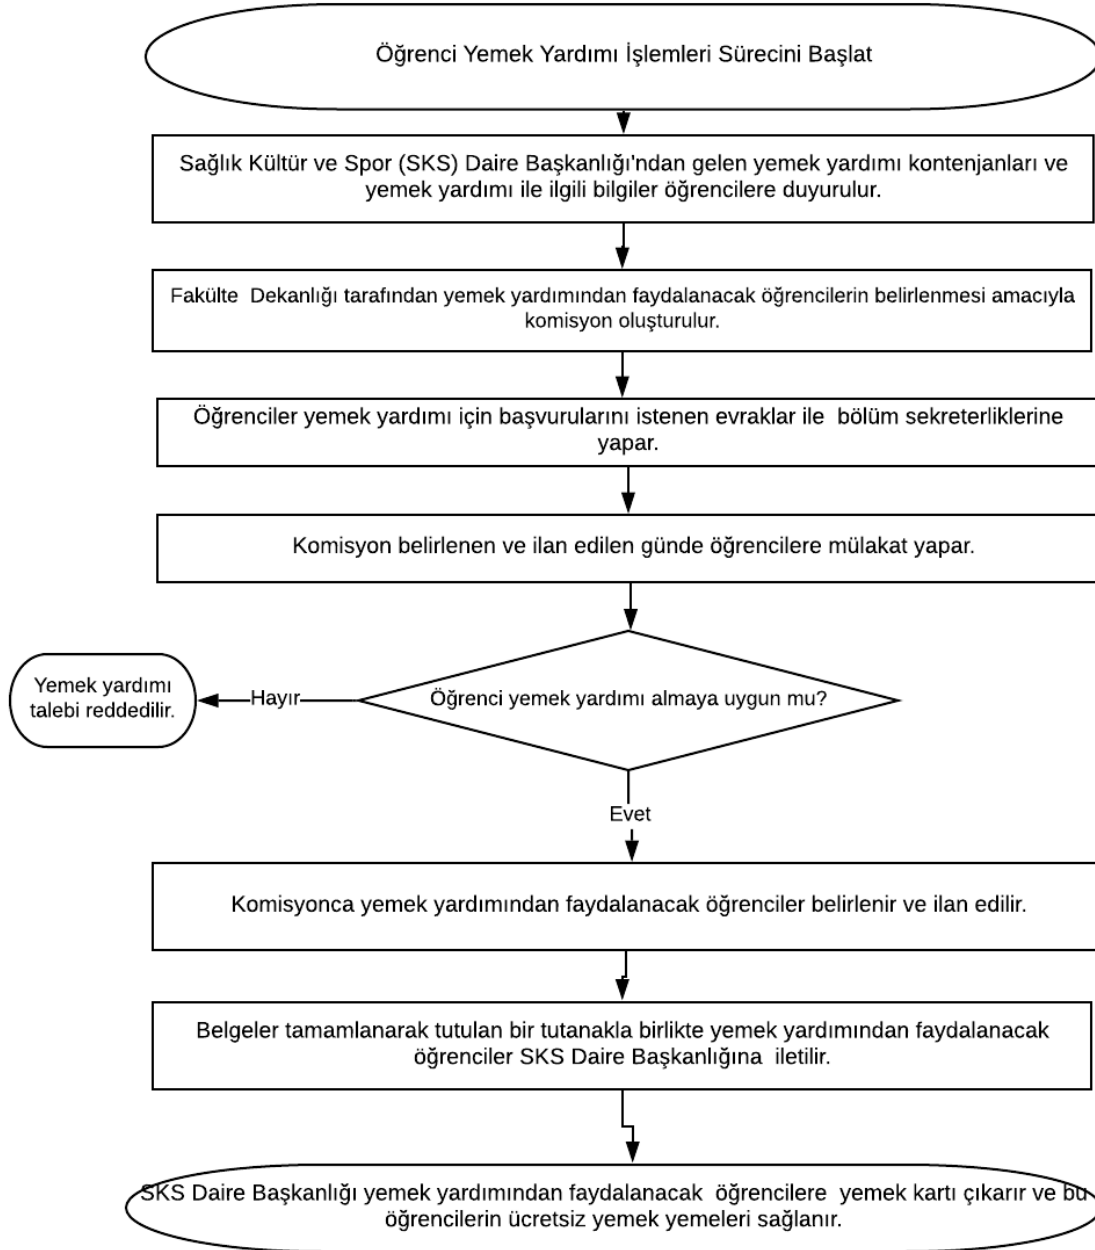 Öğrenci Yemek Yardımı İşlemleri Sürecini Başlat
Sağlık Kültür ve Spor (SKS) Daire Başkanlığı'ndan gelen yemek yardımı kontenjanları ve
yemek yardımı ile ilgili bilgiler öğrencilere duyurulur.
Fakülte Dekanlığı tarafından yemek yardımından faydalanacak öğrencilerin belirlenmesi amacıyla
komisyon oluşturulur.
Öğrenciler yemek yardımı için başvurularını istenen evraklar ile bölüm sekreterliklerine
yapar.
Komisyon belirlenen ve ilan edilen günde öğrencilere mülakat yapar.
Öğrenci yemek yardımı almaya uygun mu?
Hayır
Yemek yardımı
talebi reddedilir.
Evet
Komisyonca yemek yardımından faydalanacak öğrenciler belirlenir ve ilan edilir.
Belgeler tamamlanarak tutulan bir tutanakla birlikte yemek yardımından faydalanacak
öğrenciler SKS Daire Başkanlığına iletilir.
SKS Daire Başkanlığı yemek yardımından faydalanacak öğrencilere yemek kartı çıkarır ve bu
öğrencilerin ücretsiz yemek yemeleri sağlanır.